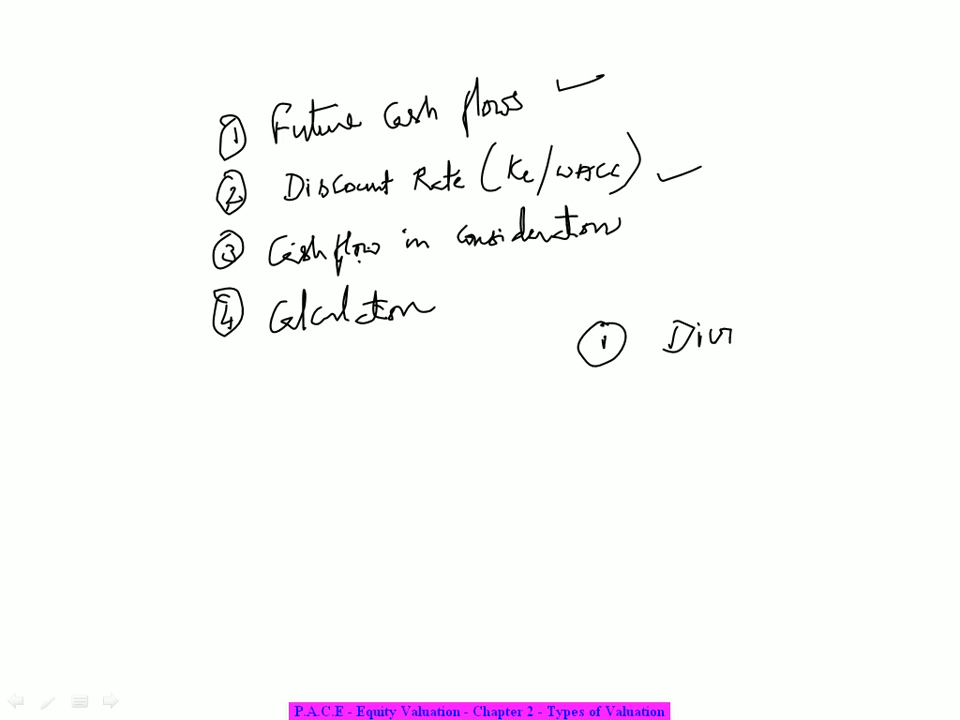 ① Future Cash flows
② Discount Rate (Ke/WACC)
③ Cash flow in consideration
④ Calculation
① Divi
P.A.C.E - Equity Valuation - Chapter 2 - Types of Valuation